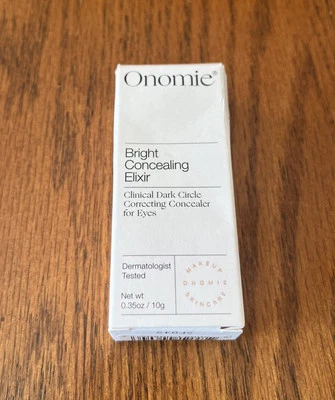 Onomie®
Bright
Concealing
Elixir
Clinical Dark Circle
Correcting Concealer
for Eyes
Dermatologist
Tested
Net wt
0.35oz / 10g
MAKEUP
ONOMIE
SKINCARE